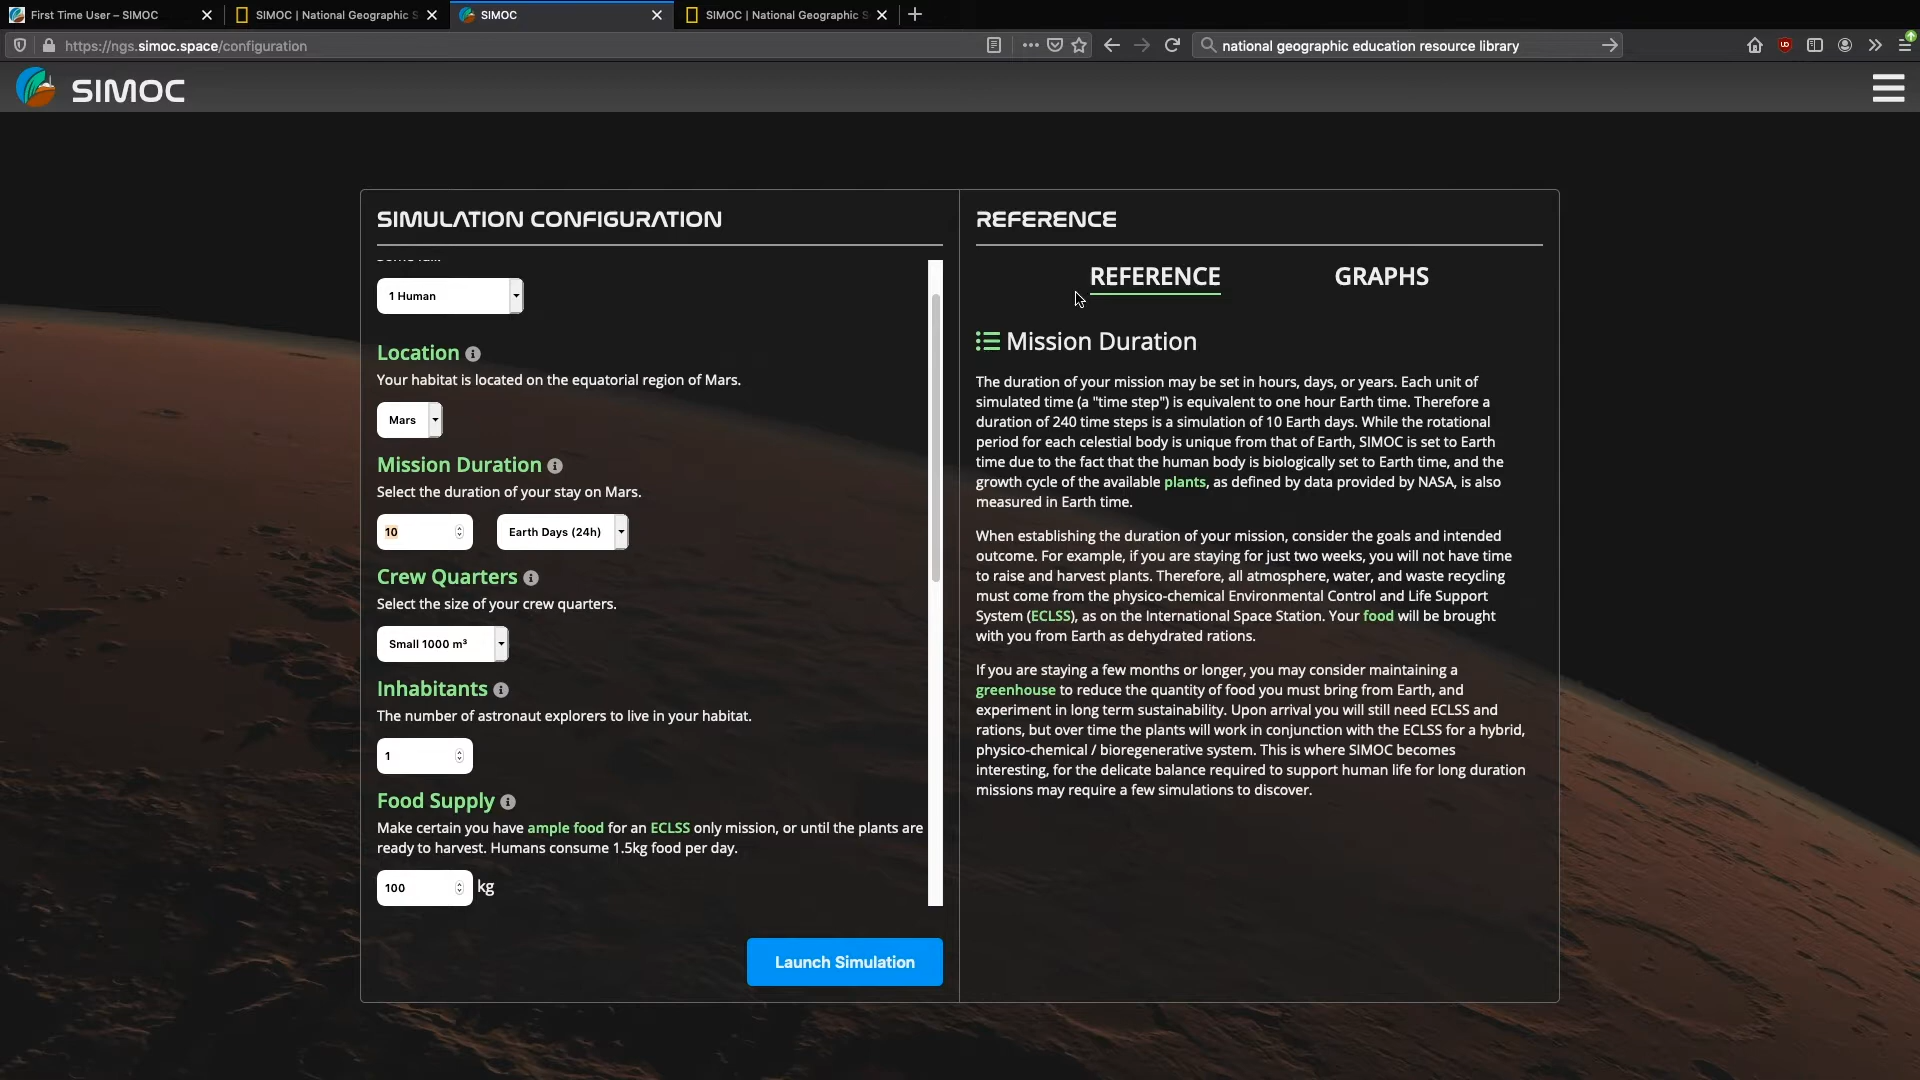 First Time User – SIMOC
SIMOC | National Geographic S
SIMOC
SIMOC | National Geographic S
https://ngs.simoc.space/configuration
national geographic education resource library
SIMOC
SIMULATION CONFIGURATION
1 Human
Location
Your habitat is located on the equatorial region of Mars.
Mars
Mission Duration
Select the duration of your stay on Mars.
10
Earth Days (24h)
Crew Quarters
Select the size of your crew quarters.
Small 1000 m³
Inhabitants
The number of astronaut explorers to live in your habitat.
1
Food Supply
Make certain you have ample food for an ECLSS only mission, or until the plants are
ready to harvest. Humans consume 1.5kg food per day.
100 kg
Launch Simulation
REFERENCE
REFERENCE GRAPHS
Mission Duration
The duration of your mission may be set in hours, days, or years. Each unit of
simulated time (a "time step") is equivalent to one hour Earth time. Therefore a
duration of 240 time steps is a simulation of 10 Earth days. While the rotational
period for each celestial body is unique from that of Earth, SIMOC is set to Earth
time due to the fact that the human body is biologically set to Earth time, and the
growth cycle of the available plants, as defined by data provided by NASA, is also
measured in Earth time.
When establishing the duration of your mission, consider the goals and intended
outcome. For example, if you are staying for just two weeks, you will not have time
to raise and harvest plants. Therefore, all atmosphere, water, and waste recycling
must come from the physico-chemical Environmental Control and Life Support
System (ECLSS), as on the International Space Station. Your food will be brought
with you from Earth as dehydrated rations.
If you are staying a few months or longer, you may consider maintaining a
greenhouse to reduce the quantity of food you must bring from Earth, and
experiment in long term sustainability. Upon arrival you will still need ECLSS and
rations, but over time the plants will work in conjunction with the ECLSS for a hybrid,
physico-chemical / bioregenerative system. This is where SIMOC becomes
interesting, for the delicate balance required to support human life for long duration
missions may require a few simulations to discover.